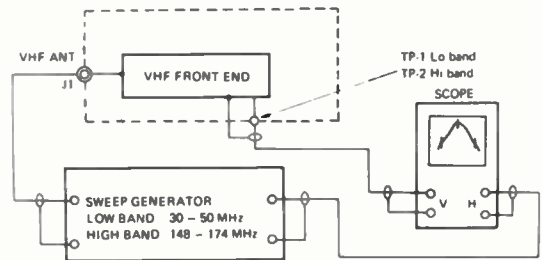 VHF ANT
J1
VHF FRONT END
TP-1 Lo band
TP-2 Hi band
SCOPE
V H
SWEEP GENERATOR
LOW BAND 30 - 50 MHz
HIGH BAND 148 - 174 MHz